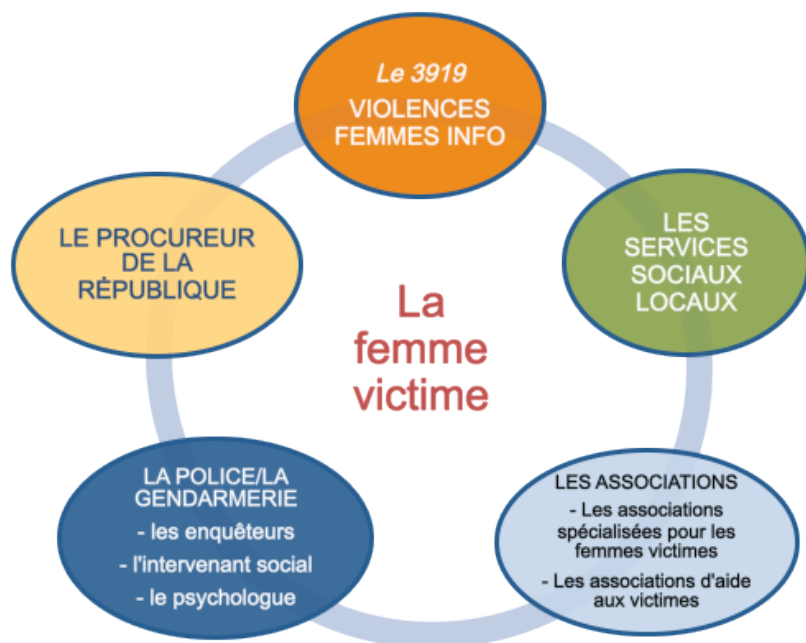 Le 3919
VIOLENCES
FEMMES INFO
LE PROCUREUR
DE LA
RÉPUBLIQUE
LES
SERVICES
SOCIAUX
LOCAUX
La
femme
victime
LA POLICE/LA
GENDARMERIE
- les enquêteurs
- l'intervenant social
- le psychologue
LES ASSOCIATIONS
- Les associations
spécialisées pour les
femmes victimes
- Les associations d'aide
aux victimes